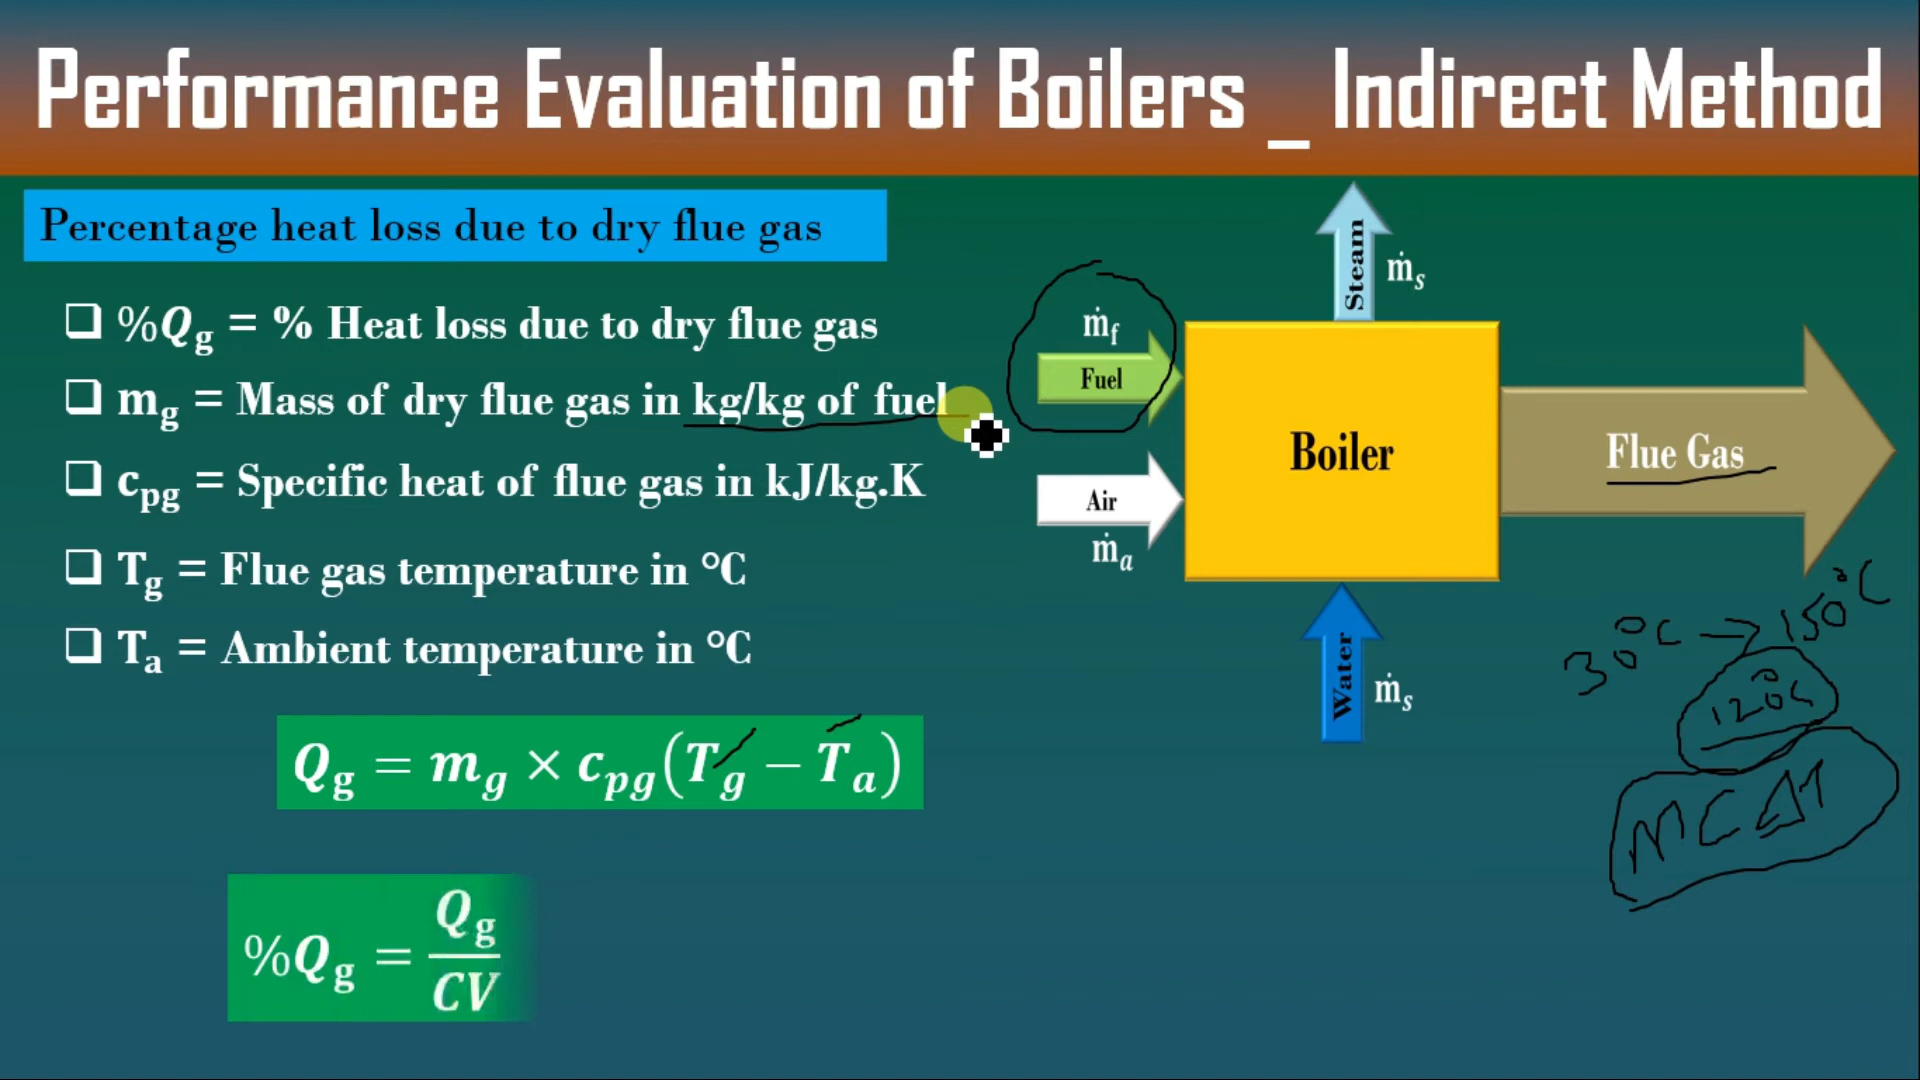 Performance Evaluation of Boilers _ Indirect Method
Percentage heat loss due to dry flue gas
❑ %Qg = % Heat loss due to dry flue gas
❑ mg = Mass of dry flue gas in kg/kg of fuel
❑ cpg = Specific heat of flue gas in kJ/kg.K
❑ Tg = Flue gas temperature in °C
❑ Ta = Ambient temperature in °C
Qg = mg × cpg(Tg − Ta)
%Qg = Qg / CV
Steam
ṁs
ṁf
Fuel
Boiler
Flue Gas
Air
ṁa
Water
ṁs
30°C → 150°C
120°C
MCΔT